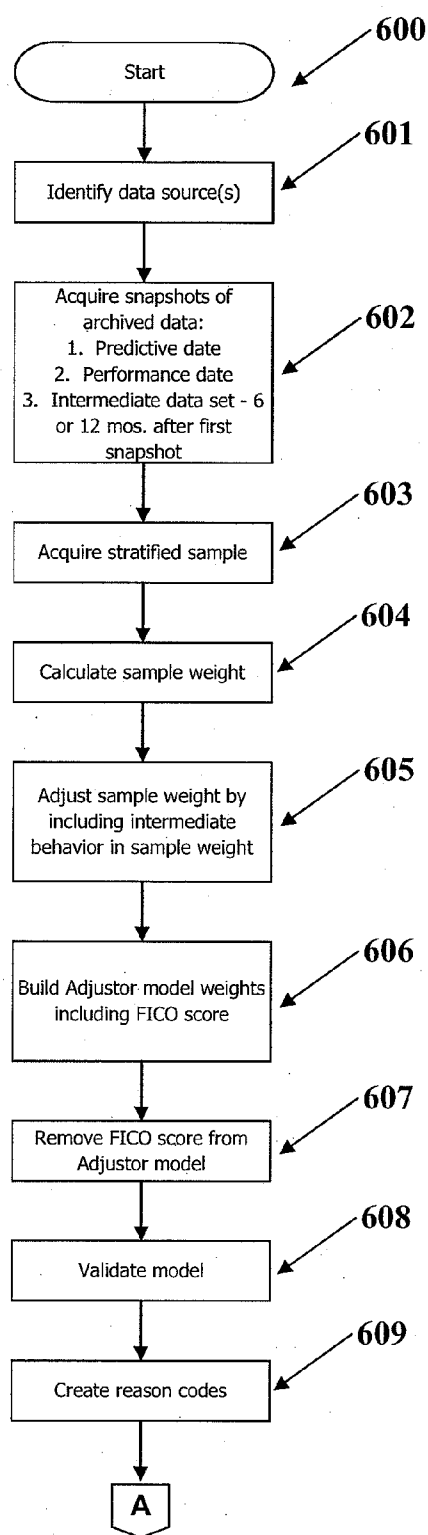 600
Start
601
Identify data source(s)
602
Acquire snapshots of
archived data:
1. Predictive date
2. Performance date
3. Intermediate data set - 6
or 12 mos. after first
snapshot
603
Acquire stratified sample
604
Calculate sample weight
605
Adjust sample weight by
including intermediate
behavior in sample weight
606
Build Adjustor model weights
including FICO score
607
Remove FICO score from
Adjustor model
608
Validate model
609
Create reason codes
A